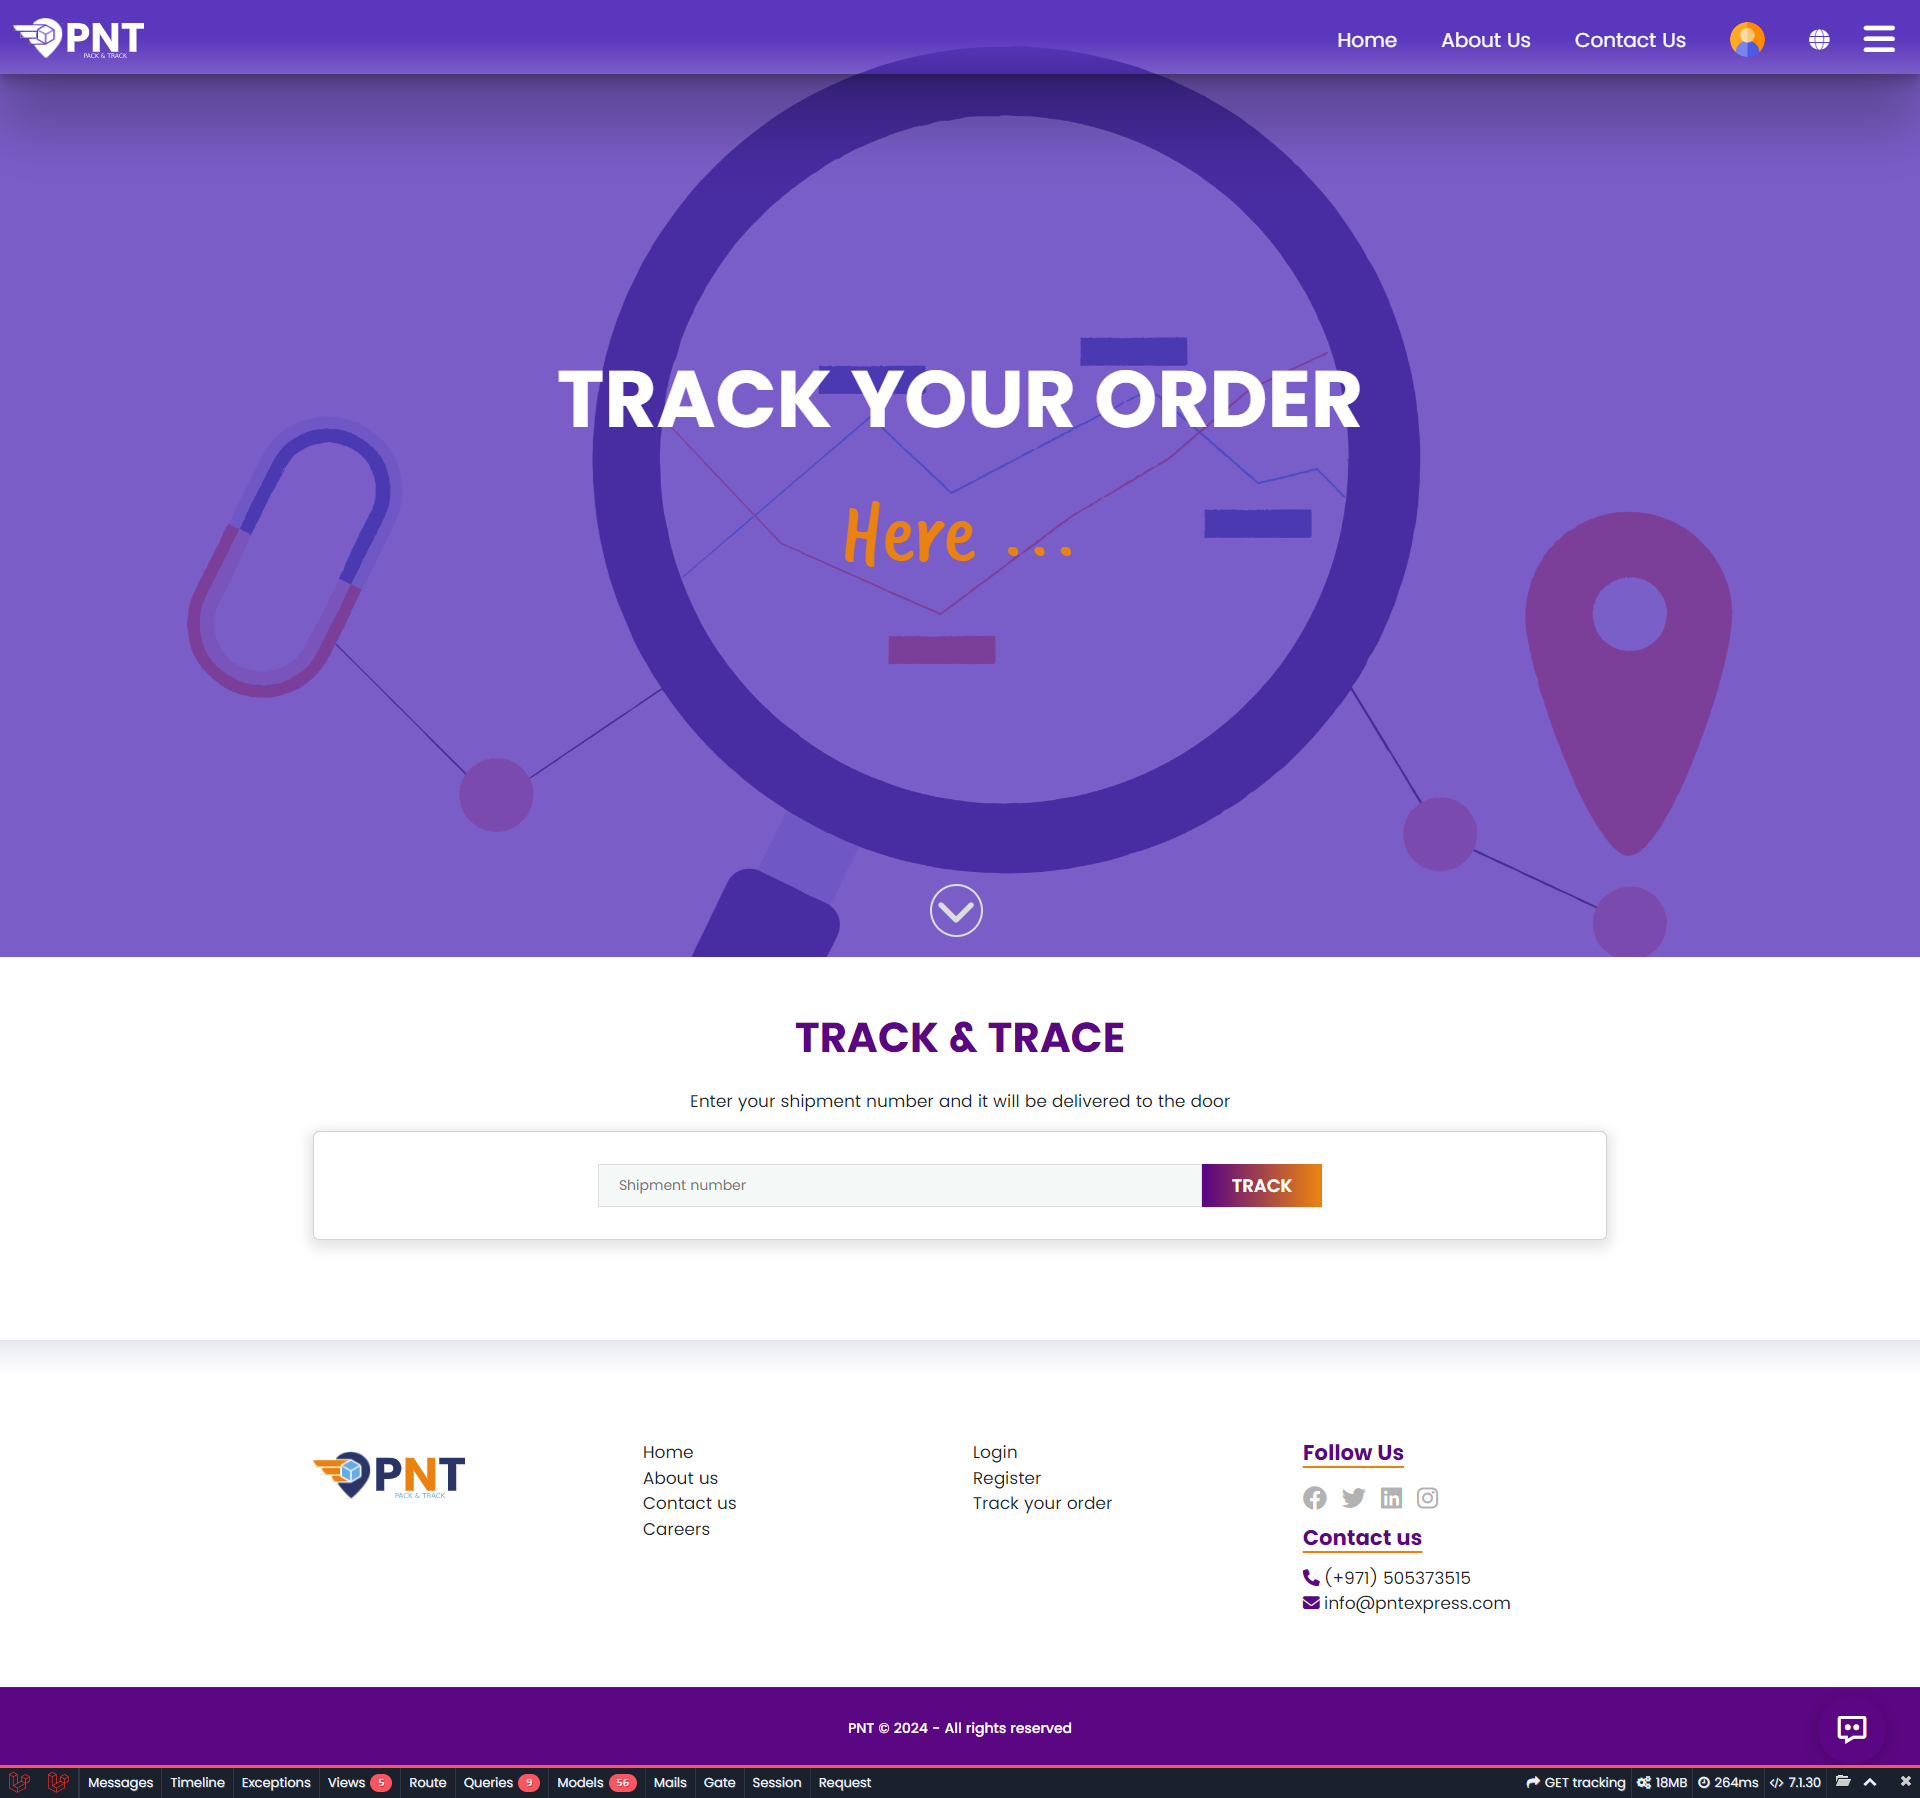 PNT
PACK & TRACK
Home
About Us
Contact Us
TRACK YOUR ORDER
Here ...
TRACK & TRACE
Enter your shipment number and it will be delivered to the door
Shipment number
TRACK
PNT
PACK & TRACK
Home
About us
Contact us
Careers
Login
Register
Track your order
Follow Us
Contact us
(+971) 505373515
info@pntexpress.com
PNT © 2024 - All rights reserved
Messages
Timeline
Exceptions
Views 5
Route
Queries 9
Models 56
Mails
Gate
Session
Request
GET tracking
18MB
264ms
7.1.30